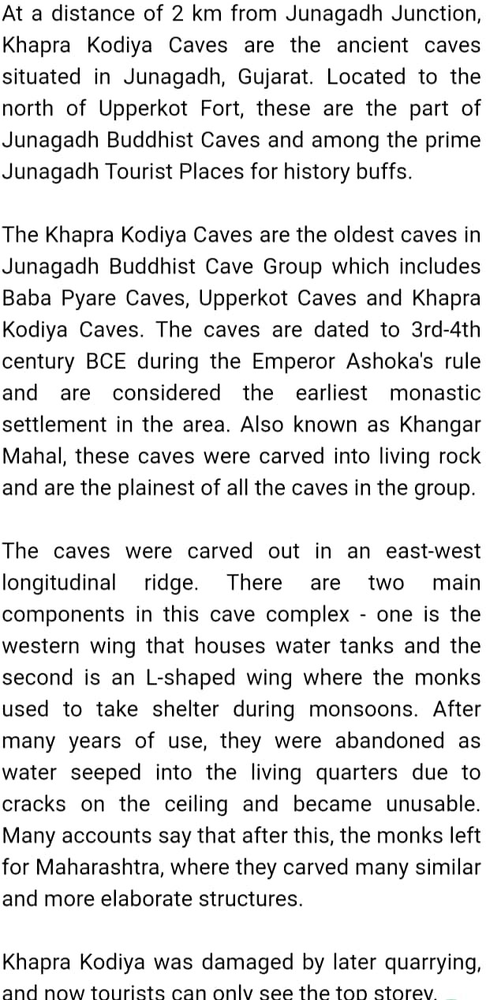 At a distance of 2 km from Junagadh Junction,
Khapra Kodiya Caves are the ancient caves
situated in Junagadh, Gujarat. Located to the
north of Upperkot Fort, these are the part of
Junagadh Buddhist Caves and among the prime
Junagadh Tourist Places for history buffs.
The Khapra Kodiya Caves are the oldest caves in
Junagadh Buddhist Cave Group which includes
Baba Pyare Caves, Upperkot Caves and Khapra
Kodiya Caves. The caves are dated to 3rd-4th
century BCE during the Emperor Ashoka's rule
and are considered the earliest monastic
settlement in the area. Also known as Khangar
Mahal, these caves were carved into living rock
and are the plainest of all the caves in the group.
The caves were carved out in an east-west
longitudinal ridge. There are two main
components in this cave complex - one is the
western wing that houses water tanks and the
second is an L-shaped wing where the monks
used to take shelter during monsoons. After
many years of use, they were abandoned as
water seeped into the living quarters due to
cracks on the ceiling and became unusable.
Many accounts say that after this, the monks left
for Maharashtra, where they carved many similar
and more elaborate structures.
Khapra Kodiya was damaged by later quarrying,
and now tourists can only see the top storey.